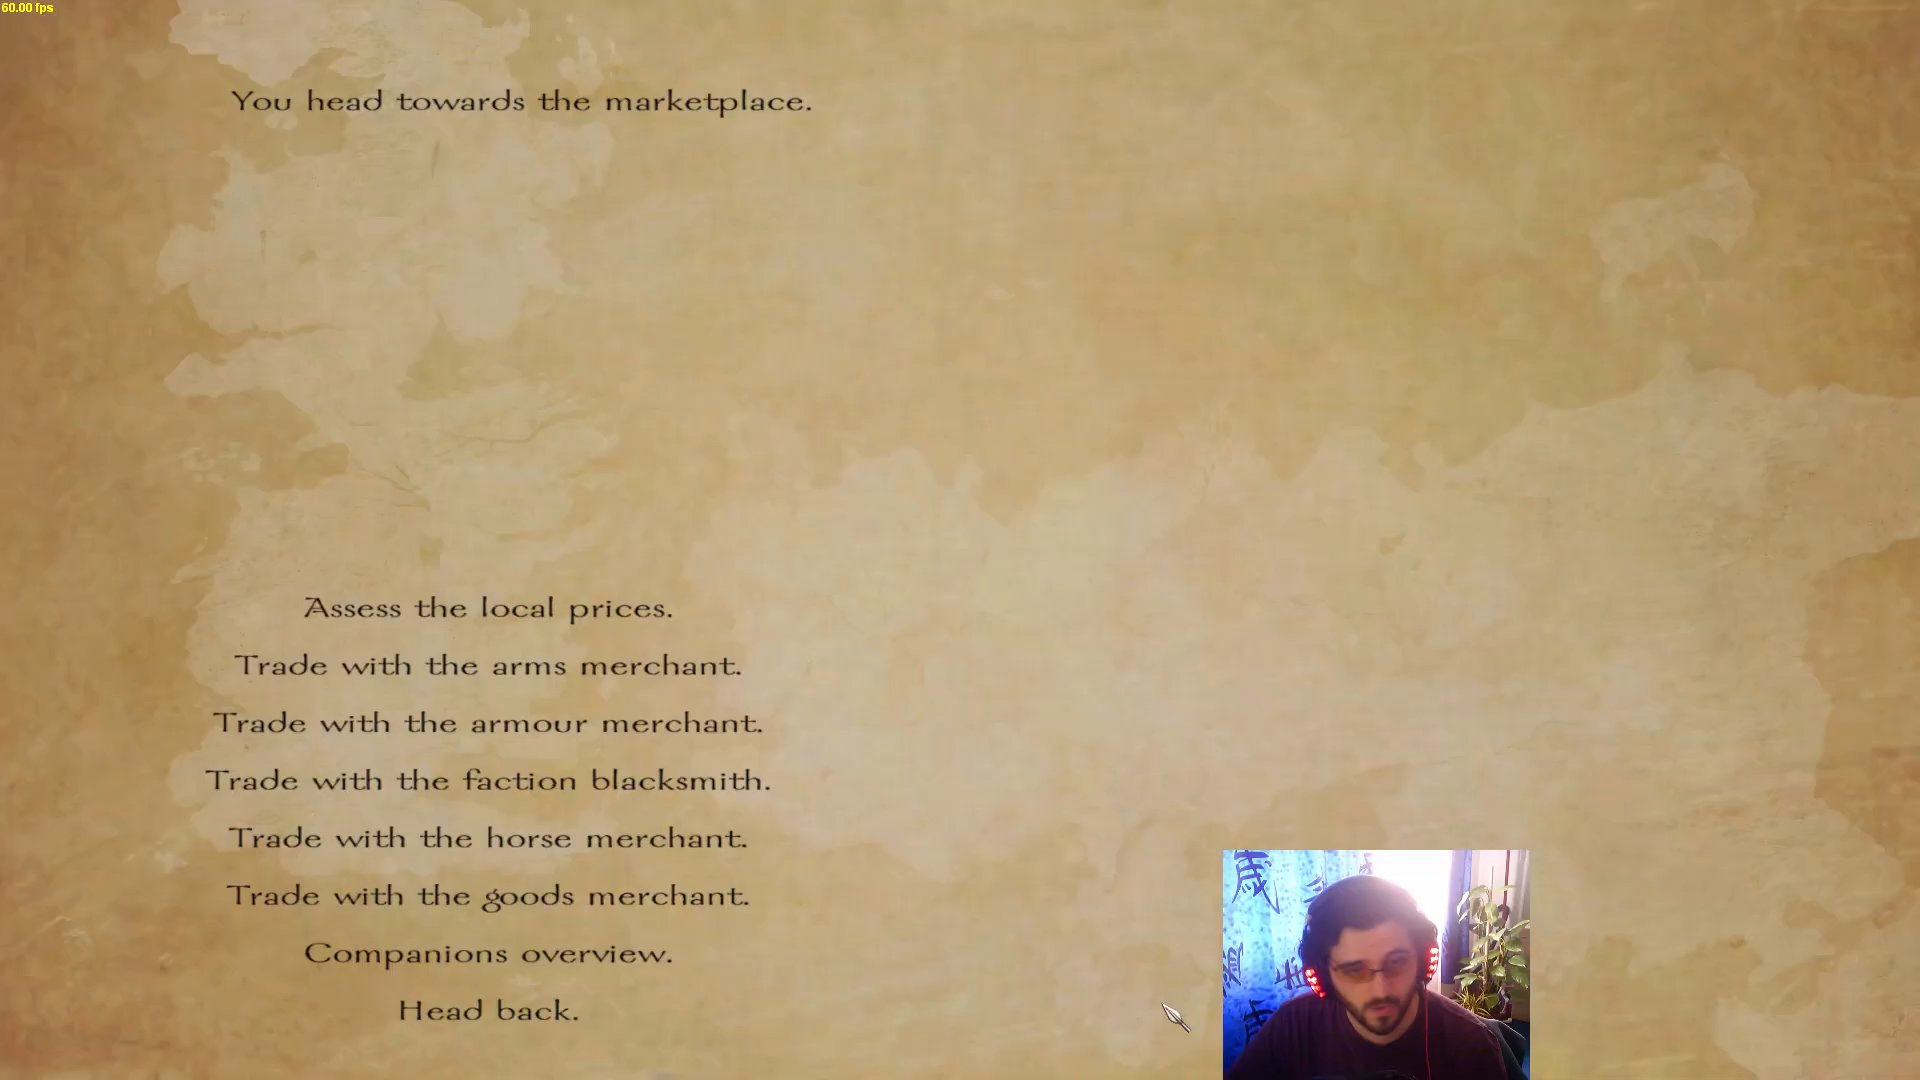 60.00 fps
You head towards the marketplace.
Assess the local prices.
Trade with the arms merchant.
Trade with the armour merchant.
Trade with the faction blacksmith.
Trade with the horse merchant.
Trade with the goods merchant.
Companions overview.
Head back.
歳